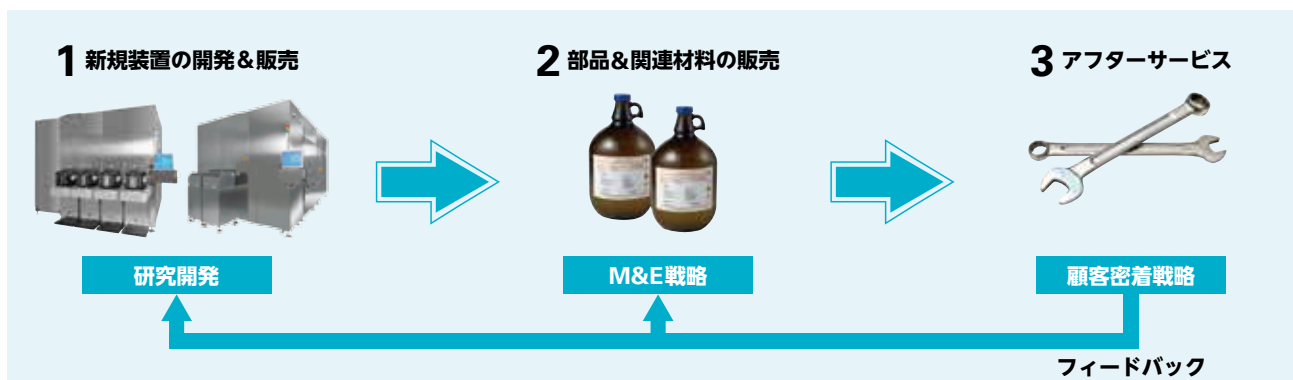 1 新規装置の開発&販売
2 部品&関連材料の販売
3 アフターサービス
研究開発
M&E戦略
顧客密着戦略
フィードバック